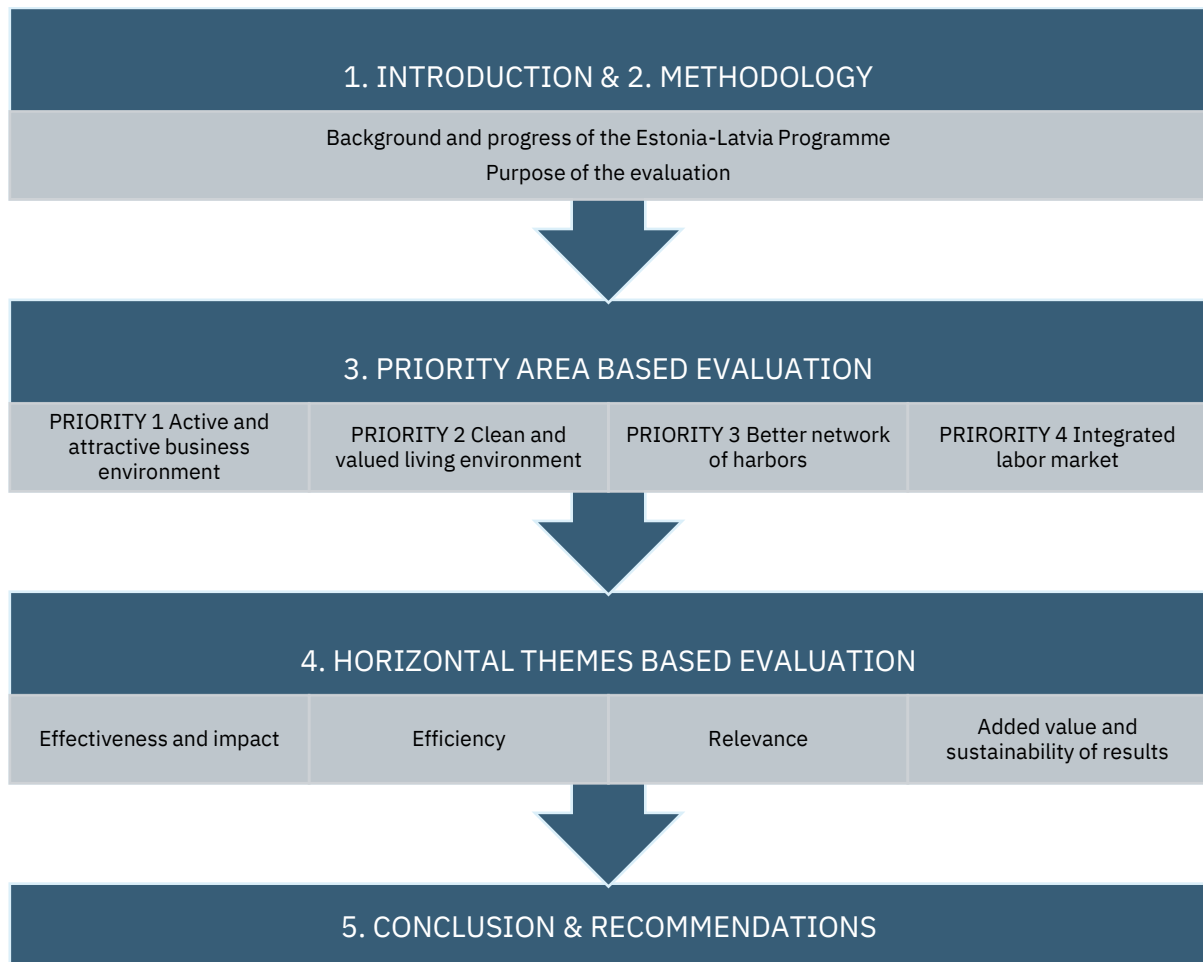 1. INTRODUCTION & 2. METHODOLOGY
Background and progress of the Estonia-Latvia Programme
Purpose of the evaluation
3. PRIORITY AREA BASED EVALUATION
PRIORITY 1 Active and
attractive business
environment
PRIORITY 2 Clean and
valued living environment
PRIORITY 3 Better network
of harbors
PRIRORITY 4 Integrated
labor market
4. HORIZONTAL THEMES BASED EVALUATION
Effectiveness and impact
Efficiency
Relevance
Added value and
sustainability of results
5. CONCLUSION & RECOMMENDATIONS